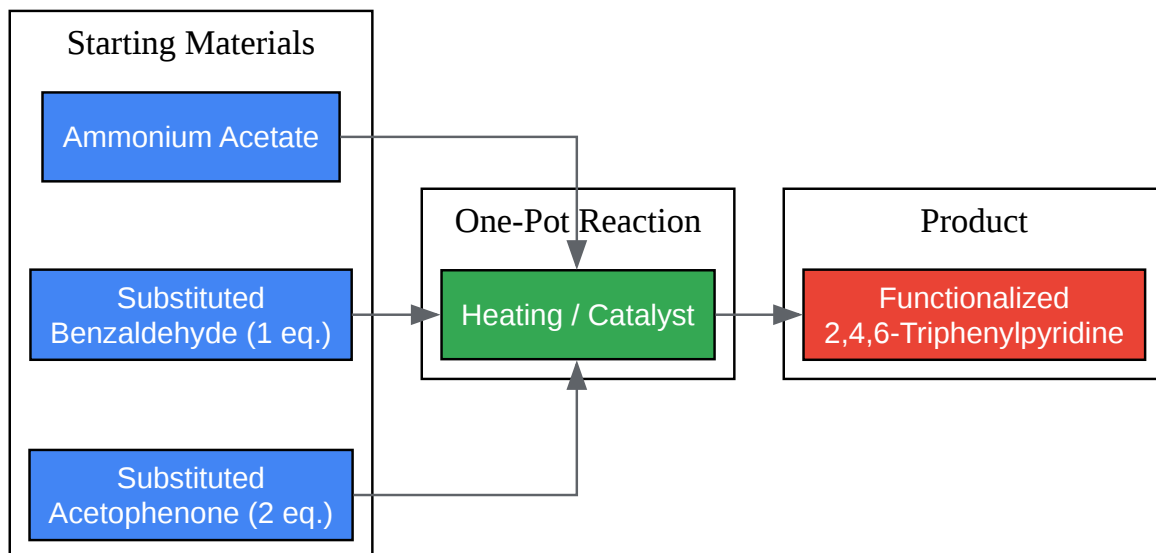 Starting Materials
Ammonium Acetate
Substituted
Benzaldehyde (1 eq.)
Substituted
Acetophenone (2 eq.)
One-Pot Reaction
Heating / Catalyst
Product
Functionalized
2,4,6-Triphenylpyridine